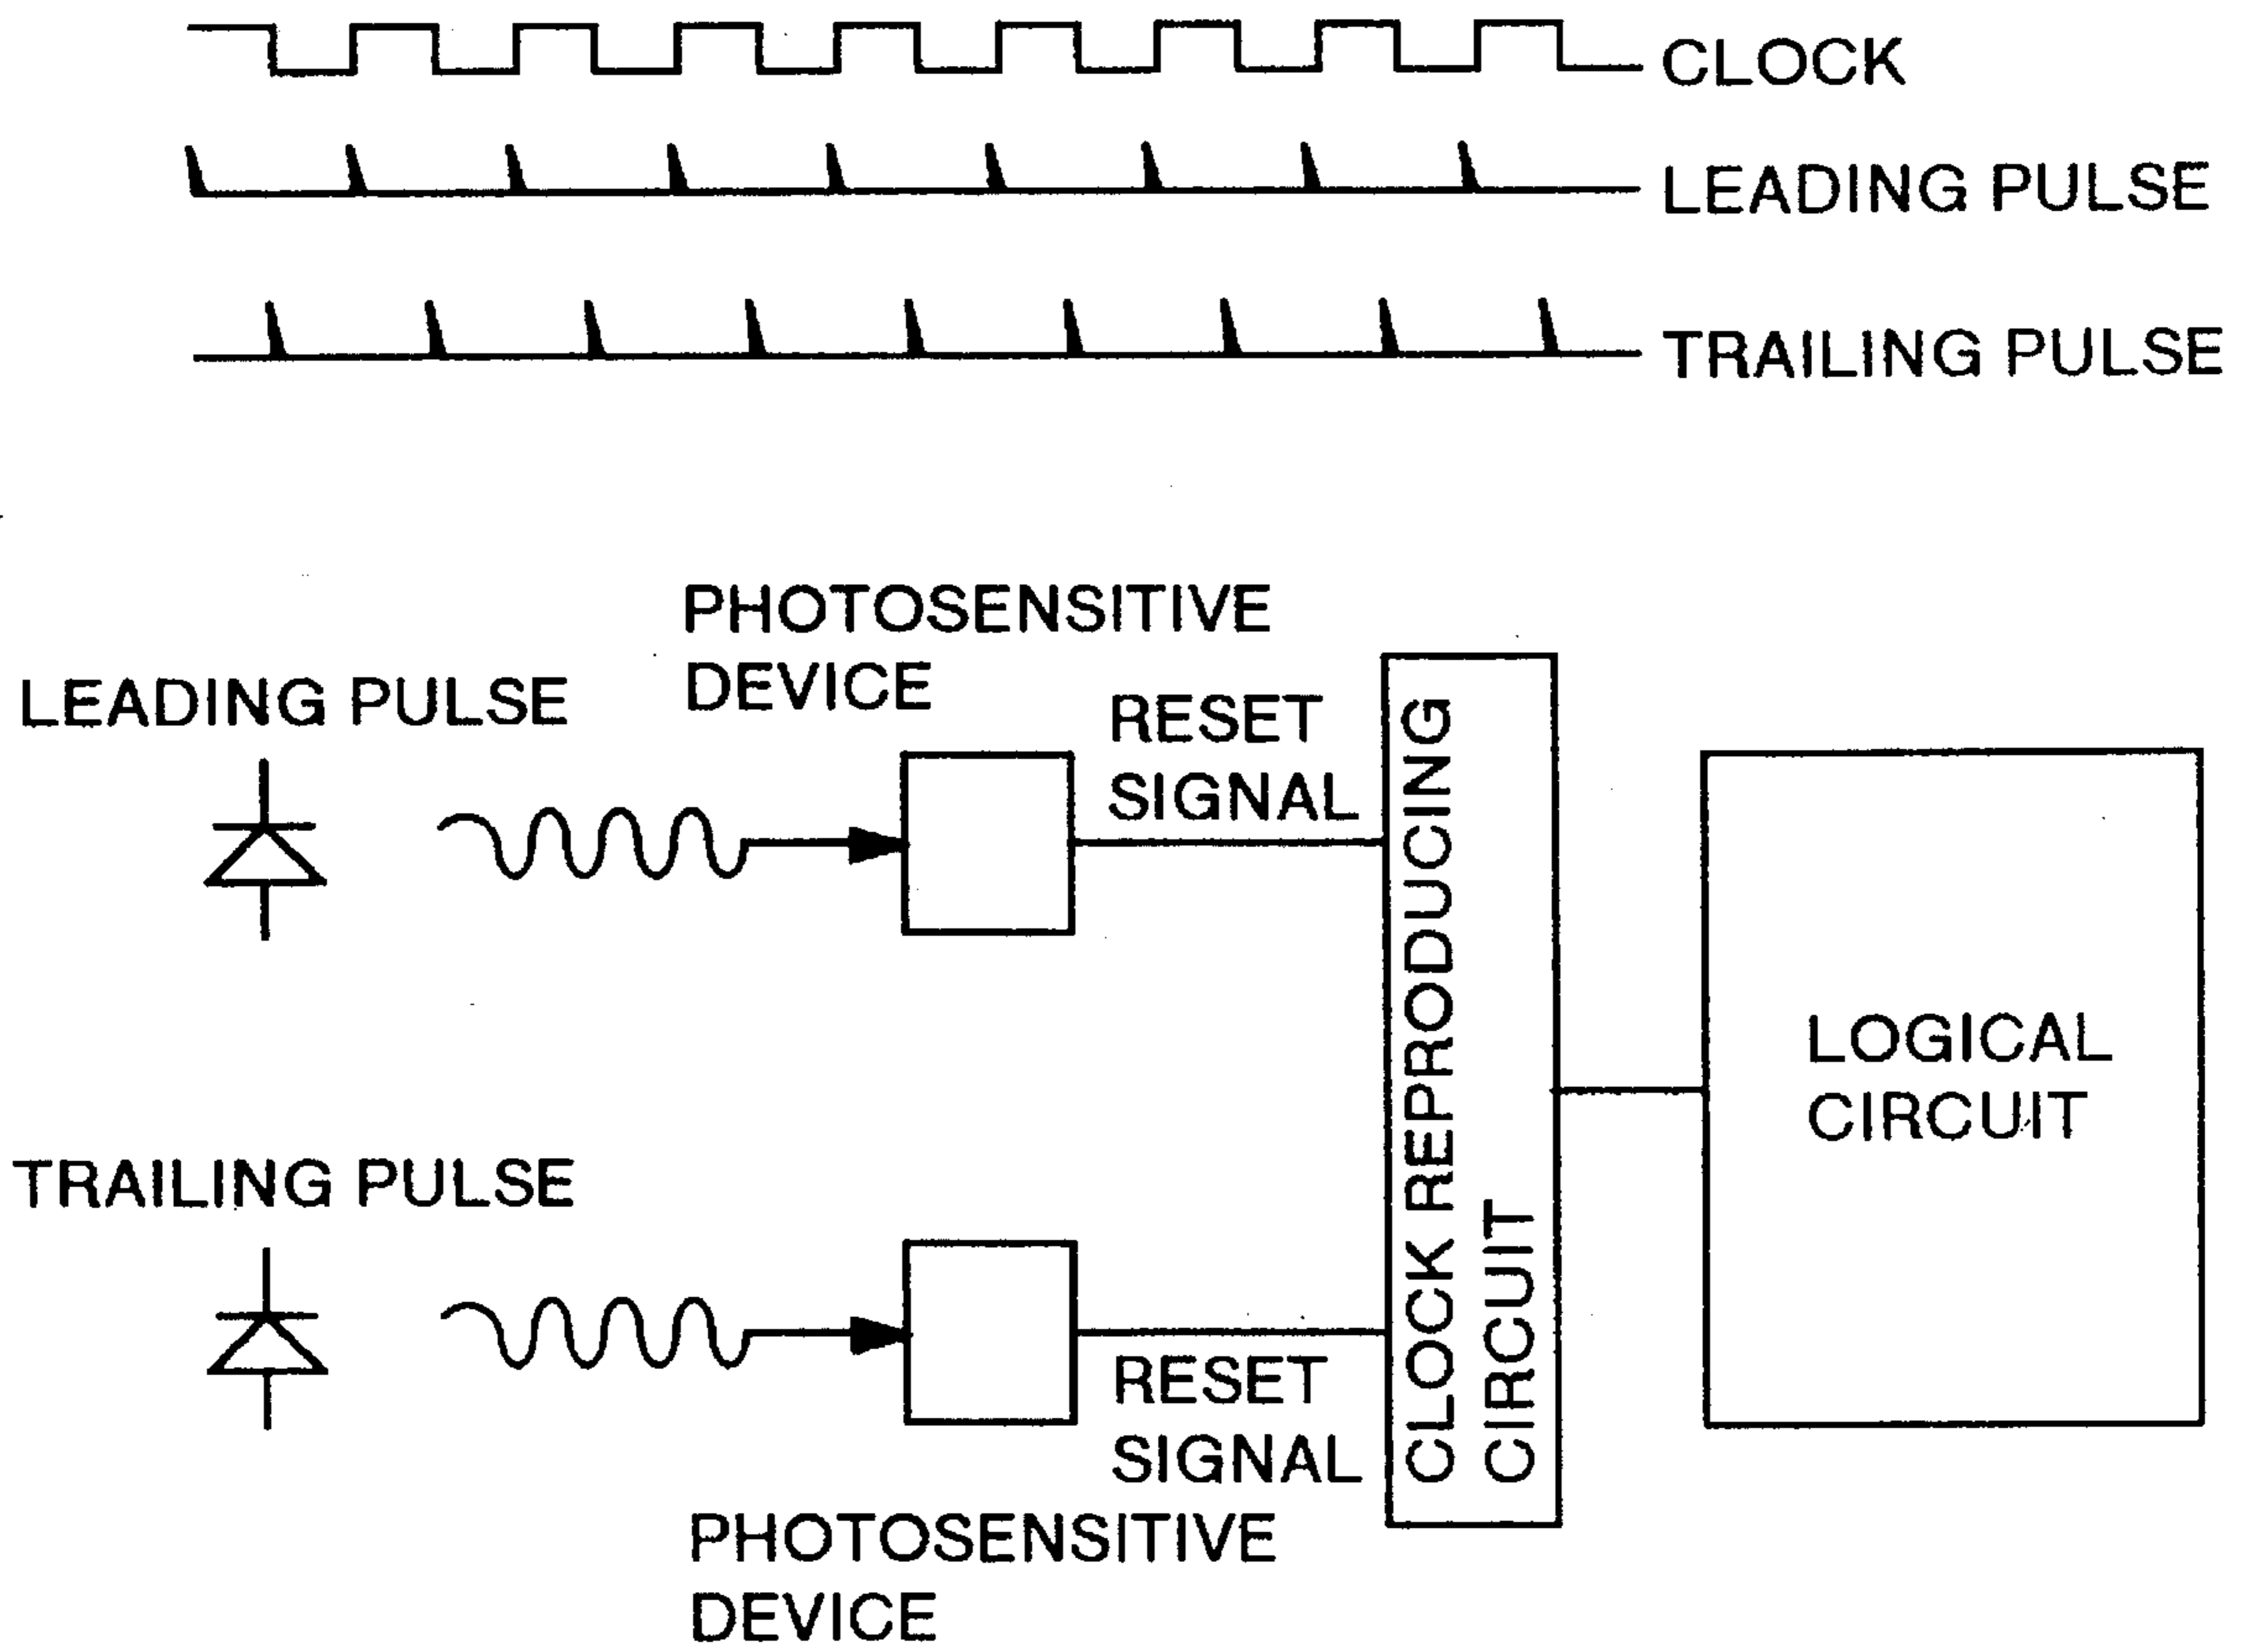 CLOCK
LEADING PULSE
TRAILING PULSE
PHOTOSENSITIVE
DEVICE
LEADING PULSE
RESET
SIGNAL
CLOCK REPRODUCING
CIRCUIT
LOGICAL
CIRCUIT
TRAILING PULSE
RESET
SIGNAL
PHOTOSENSITIVE
DEVICE